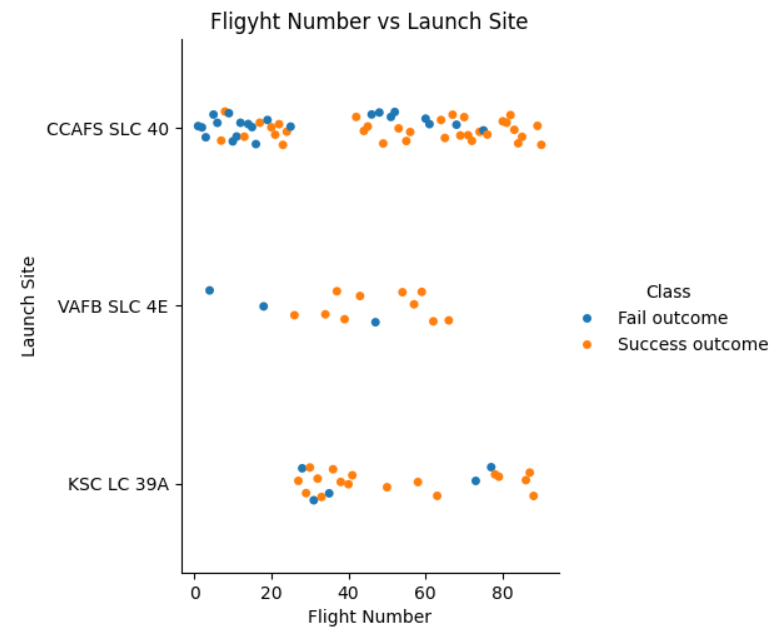 Fligyht Number vs Launch Site
CCAFS SLC 40
VAFB SLC 4E
KSC LC 39A
Launch Site
0 20 40 60 80
Flight Number
Class
Fail outcome
Success outcome